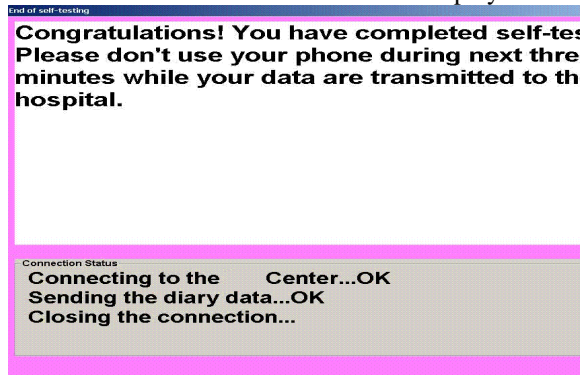 End of self-testing
Congratulations! You have completed self-tes
Please don't use your phone during next thre
minutes while your data are transmitted to th
hospital.
Connection Status
Connecting to the Center...OK
Sending the diary data...OK
Closing the connection...